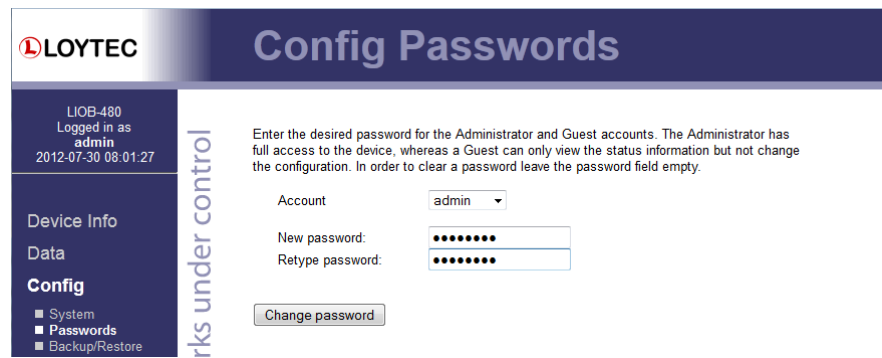 LOYTEC
Config Passwords
LIOB-480
Logged in as
admin
2012-07-30 08:01:27
Device Info
Data
Config
System
Passwords
Backup/Restore
rks under control
Enter the desired password for the Administrator and Guest accounts. The Administrator has
full access to the device, whereas a Guest can only view the status information but not change
the configuration. In order to clear a password leave the password field empty.
Account admin
New password: ●●●●●●●●
Retype password: ●●●●●●●●
Change password